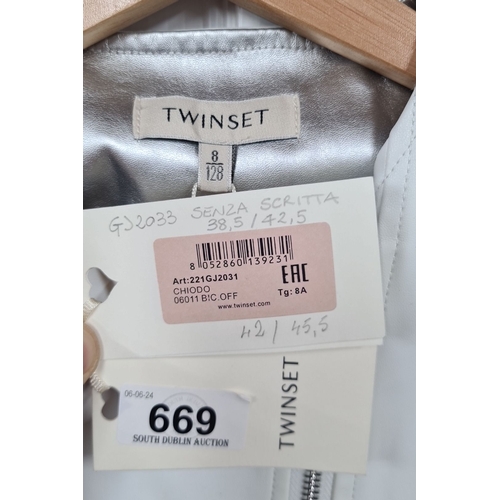 TWINSET
8
128
GJ2033 SENZA SCRITTA
38,5 / 42,5
8 052860 139231
Art:221GJ2031
CHIODO
06011 B!C.OFF
EAC
Tg: 8A
www.twinset.com
42 / 45,5
TWINSET
06-06-24
669
SOUTH DUBLIN AUCTION